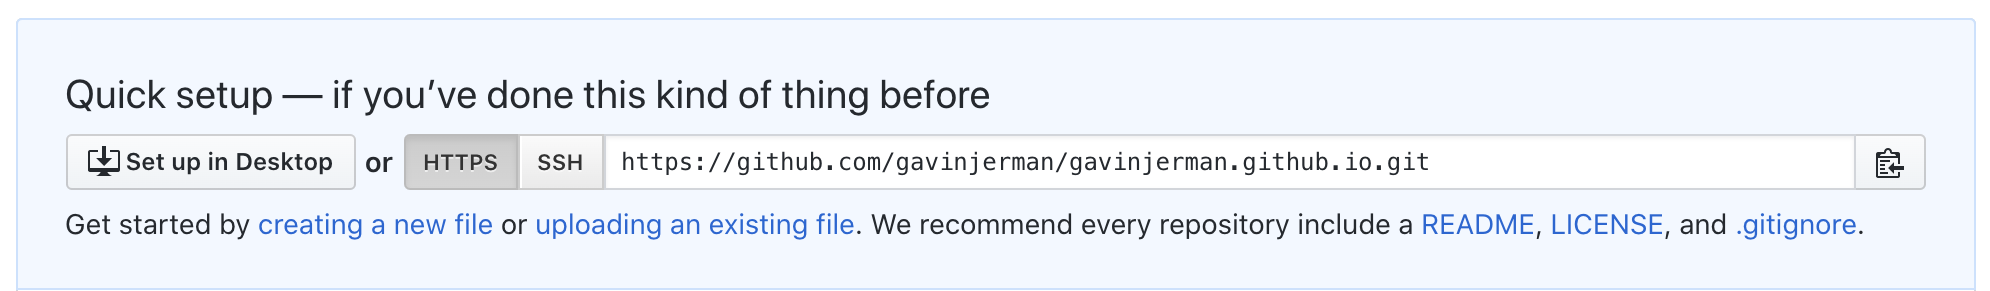 Quick setup — if you’ve done this kind of thing before
Set up in Desktop or HTTPS SSH https://github.com/gavinjerman/gavinjerman.github.io.git
Get started by creating a new file or uploading an existing file. We recommend every repository include a README, LICENSE, and .gitignore.